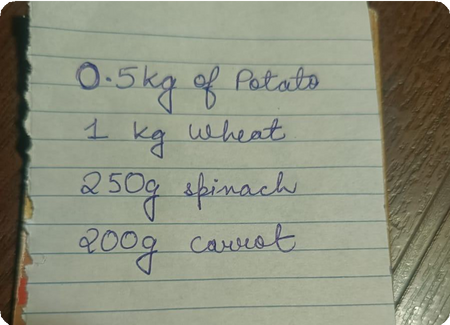 0.5kg of Potato
1 kg wheat
250g spinach
200g carrot